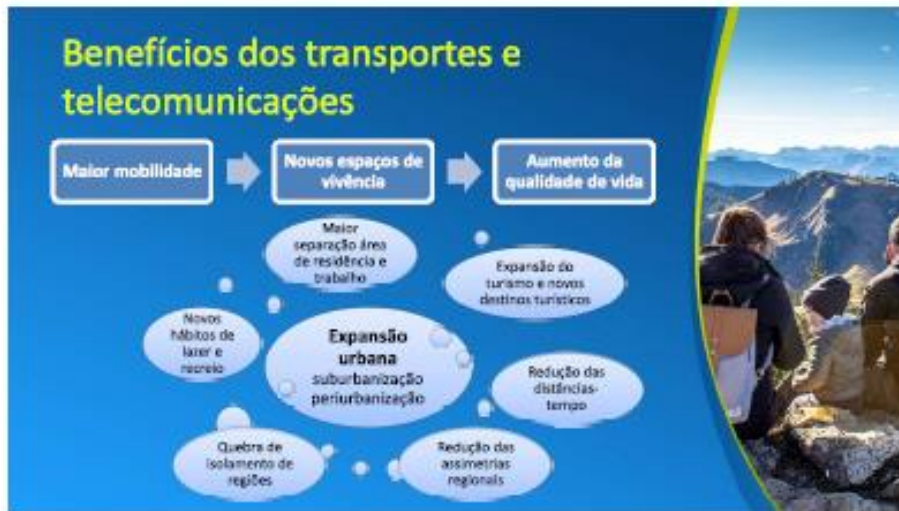 Benefícios dos transportes e
telecomunicações
Maior mobilidade
Novos espaços de
vivência
Aumento da
qualidade de vida
Maior
separação área
de residência e
trabalho
Expansão do
turismo e novos
destinos turísticos
Novos
hábitos de
lazer e
recreio
Expansão
urbana
suburbanização
periurbanização
Redução das
distâncias-
tempo
Quebra de
isolamento de
regiões
Redução das
assimetrias
regionais